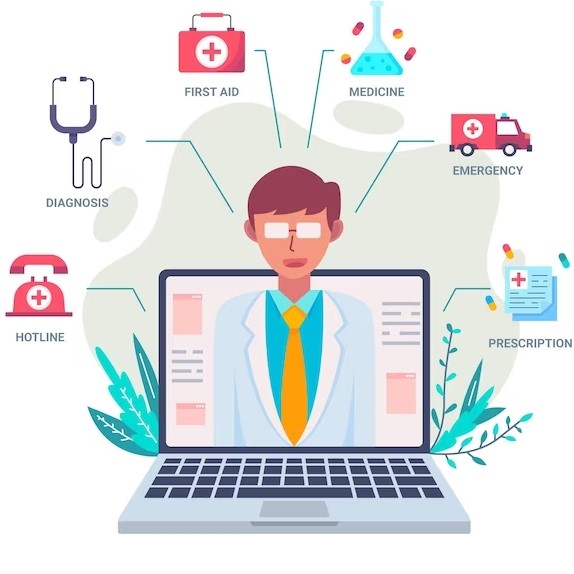 FIRST AID
MEDICINE
DIAGNOSIS
EMERGENCY
HOTLINE
PRESCRIPTION